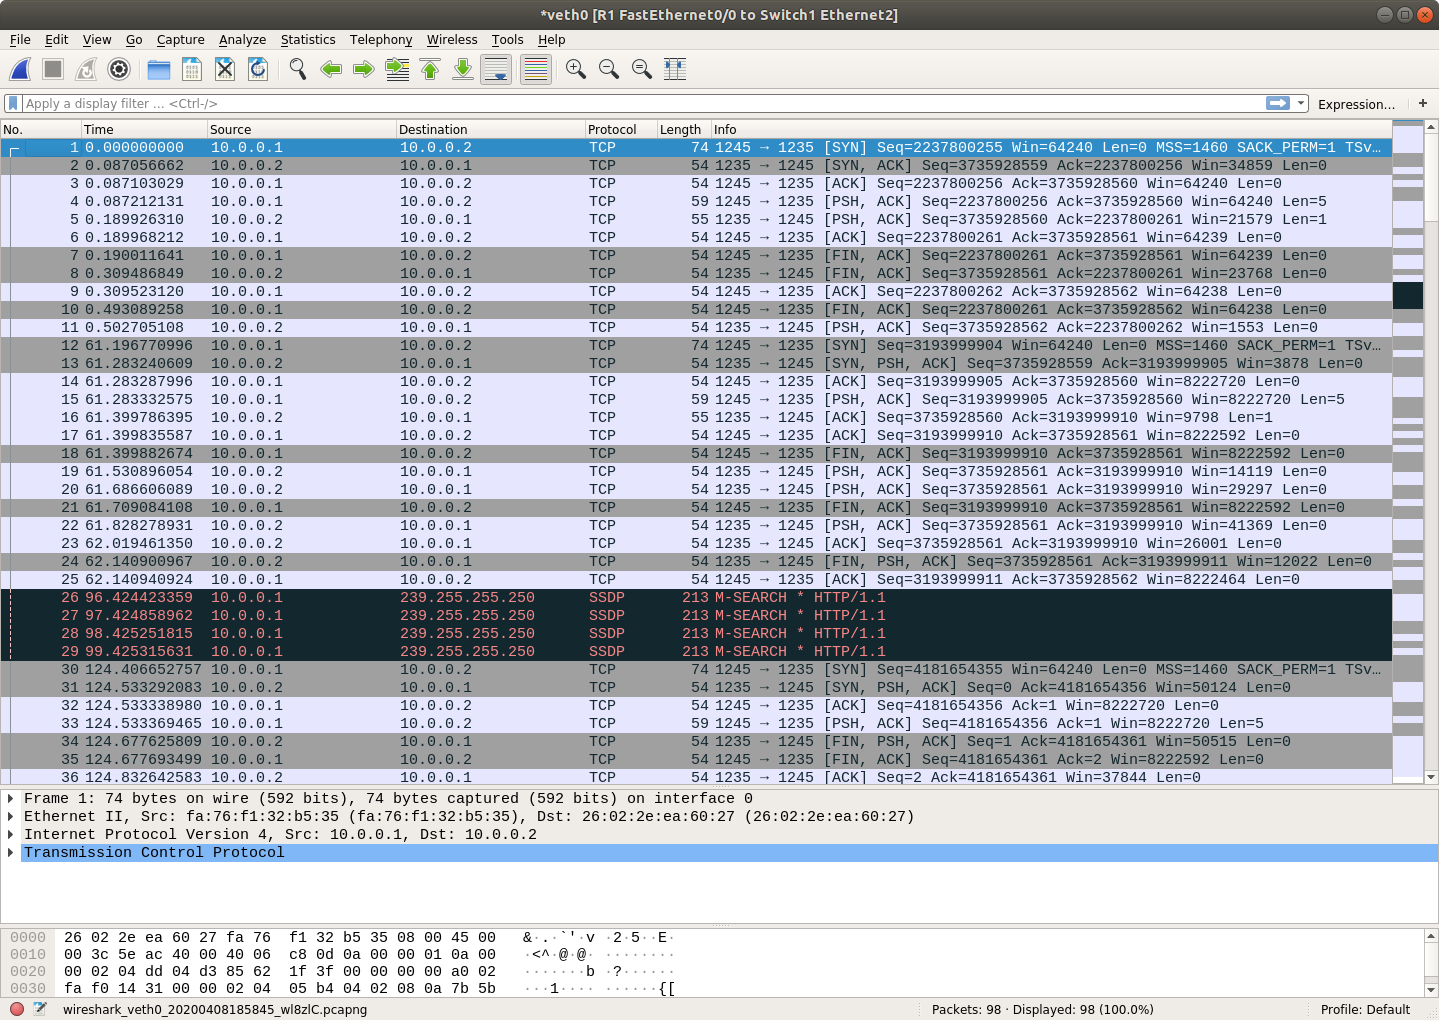 *veth0 [R1 FastEthernet0/0 to Switch1 Ethernet2]
File Edit View Go Capture Analyze Statistics Telephony Wireless Tools Help
Apply a display filter … <Ctrl-/> Expression… +
No. Time Source Destination Protocol Length Info
1 0.000000000 10.0.0.1 10.0.0.2 TCP 74 1245 → 1235 [SYN] Seq=2237800255 Win=64240 Len=0 MSS=1460 SACK_PERM=1 TSv…
2 0.087056662 10.0.0.2 10.0.0.1 TCP 54 1235 → 1245 [SYN, ACK] Seq=3735928559 Ack=2237800256 Win=34859 Len=0
3 0.087103029 10.0.0.1 10.0.0.2 TCP 54 1245 → 1235 [ACK] Seq=2237800256 Ack=3735928560 Win=64240 Len=0
4 0.087212131 10.0.0.1 10.0.0.2 TCP 59 1245 → 1235 [PSH, ACK] Seq=2237800256 Ack=3735928560 Win=64240 Len=5
5 0.189926310 10.0.0.2 10.0.0.1 TCP 55 1235 → 1245 [PSH, ACK] Seq=3735928560 Ack=2237800261 Win=21579 Len=1
6 0.189968212 10.0.0.1 10.0.0.2 TCP 54 1245 → 1235 [ACK] Seq=2237800261 Ack=3735928561 Win=64239 Len=0
7 0.190011641 10.0.0.1 10.0.0.2 TCP 54 1245 → 1235 [FIN, ACK] Seq=2237800261 Ack=3735928561 Win=64239 Len=0
8 0.309486849 10.0.0.2 10.0.0.1 TCP 54 1235 → 1245 [FIN, ACK] Seq=3735928561 Ack=2237800261 Win=23768 Len=0
9 0.309523120 10.0.0.1 10.0.0.2 TCP 54 1245 → 1235 [ACK] Seq=2237800262 Ack=3735928562 Win=64238 Len=0
10 0.493089258 10.0.0.1 10.0.0.2 TCP 54 1245 → 1235 [FIN, ACK] Seq=2237800261 Ack=3735928562 Win=64238 Len=0
11 0.502705108 10.0.0.2 10.0.0.1 TCP 54 1235 → 1245 [PSH, ACK] Seq=3735928562 Ack=2237800262 Win=1553 Len=0
12 61.196770996 10.0.0.1 10.0.0.2 TCP 74 1245 → 1235 [SYN] Seq=3193999904 Win=64240 Len=0 MSS=1460 SACK_PERM=1 TSv…
13 61.283240609 10.0.0.2 10.0.0.1 TCP 54 1235 → 1245 [SYN, PSH, ACK] Seq=3735928559 Ack=3193999905 Win=3878 Len=0
14 61.283287996 10.0.0.1 10.0.0.2 TCP 54 1245 → 1235 [ACK] Seq=3193999905 Ack=3735928560 Win=8222720 Len=0
15 61.283332575 10.0.0.1 10.0.0.2 TCP 59 1245 → 1235 [PSH, ACK] Seq=3193999905 Ack=3735928560 Win=8222720 Len=5
16 61.399786395 10.0.0.2 10.0.0.1 TCP 55 1235 → 1245 [ACK] Seq=3735928560 Ack=3193999910 Win=9798 Len=1
17 61.399835587 10.0.0.1 10.0.0.2 TCP 54 1245 → 1235 [ACK] Seq=3193999910 Ack=3735928561 Win=8222592 Len=0
18 61.399882674 10.0.0.1 10.0.0.2 TCP 54 1245 → 1235 [FIN, ACK] Seq=3193999910 Ack=3735928561 Win=8222592 Len=0
19 61.530896054 10.0.0.2 10.0.0.1 TCP 54 1235 → 1245 [PSH, ACK] Seq=3735928561 Ack=3193999910 Win=14119 Len=0
20 61.686606089 10.0.0.2 10.0.0.1 TCP 54 1235 → 1245 [PSH, ACK] Seq=3735928561 Ack=3193999910 Win=29297 Len=0
21 61.709084108 10.0.0.1 10.0.0.2 TCP 54 1245 → 1235 [FIN, ACK] Seq=3193999910 Ack=3735928561 Win=8222592 Len=0
22 61.828278931 10.0.0.2 10.0.0.1 TCP 54 1235 → 1245 [PSH, ACK] Seq=3735928561 Ack=3193999910 Win=41369 Len=0
23 62.019461350 10.0.0.2 10.0.0.1 TCP 54 1235 → 1245 [ACK] Seq=3735928561 Ack=3193999910 Win=26001 Len=0
24 62.140900967 10.0.0.2 10.0.0.1 TCP 54 1235 → 1245 [FIN, PSH, ACK] Seq=3735928561 Ack=3193999911 Win=12022 Len=0
25 62.140940924 10.0.0.1 10.0.0.2 TCP 54 1245 → 1235 [ACK] Seq=3193999911 Ack=3735928562 Win=8222464 Len=0
26 96.424423359 10.0.0.1 239.255.255.250 SSDP 213 M-SEARCH * HTTP/1.1
27 97.424858962 10.0.0.1 239.255.255.250 SSDP 213 M-SEARCH * HTTP/1.1
28 98.425251815 10.0.0.1 239.255.255.250 SSDP 213 M-SEARCH * HTTP/1.1
29 99.425315631 10.0.0.1 239.255.255.250 SSDP 213 M-SEARCH * HTTP/1.1
30 124.406652757 10.0.0.1 10.0.0.2 TCP 74 1245 → 1235 [SYN] Seq=4181654355 Win=64240 Len=0 MSS=1460 SACK_PERM=1 TSv…
31 124.533292083 10.0.0.2 10.0.0.1 TCP 54 1235 → 1245 [SYN, PSH, ACK] Seq=0 Ack=4181654356 Win=50124 Len=0
32 124.533338980 10.0.0.1 10.0.0.2 TCP 54 1245 → 1235 [ACK] Seq=4181654356 Ack=1 Win=8222720 Len=0
33 124.533369465 10.0.0.1 10.0.0.2 TCP 59 1245 → 1235 [PSH, ACK] Seq=4181654356 Ack=1 Win=8222720 Len=5
34 124.677625809 10.0.0.2 10.0.0.1 TCP 54 1235 → 1245 [FIN, PSH, ACK] Seq=1 Ack=4181654361 Win=50515 Len=0
35 124.677693499 10.0.0.1 10.0.0.2 TCP 54 1245 → 1235 [FIN, ACK] Seq=4181654361 Ack=2 Win=8222592 Len=0
36 124.832642583 10.0.0.2 10.0.0.1 TCP 54 1235 → 1245 [ACK] Seq=2 Ack=4181654361 Win=37844 Len=0
Frame 1: 74 bytes on wire (592 bits), 74 bytes captured (592 bits) on interface 0
Ethernet II, Src: fa:76:f1:32:b5:35 (fa:76:f1:32:b5:35), Dst: 26:02:2e:ea:60:27 (26:02:2e:ea:60:27)
Internet Protocol Version 4, Src: 10.0.0.1, Dst: 10.0.0.2
Transmission Control Protocol
0000 26 02 2e ea 60 27 fa 76 f1 32 b5 35 08 00 45 00 &·.·`'·v ·2·5··E·
0010 00 3c 5e ac 40 00 40 06 c8 0d 0a 00 00 01 0a 00 ·<^·@·@· ········
0020 00 02 04 dd 04 d3 85 62 1f 3f 00 00 00 00 a0 02 ·······b ·?······
0030 fa f0 14 31 00 00 02 04 05 b4 04 02 08 0a 7b 5b ···1···· ······{[
wireshark_veth0_20200408185845_wl8zlC.pcapng Packets: 98 · Displayed: 98 (100.0%) Profile: Default